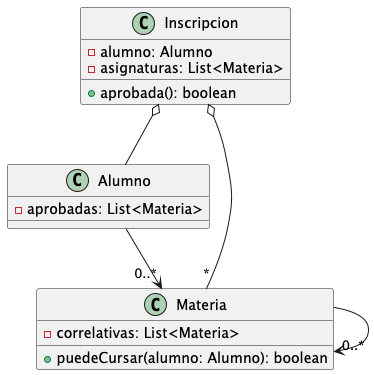 C Inscripcion
alumno: Alumno
asignaturas: List<Materia>
aprobada(): boolean
C Alumno
aprobadas: List<Materia>
0..*
*
C Materia
correlativas: List<Materia>
0..*
puedeCursar(alumno: Alumno): boolean